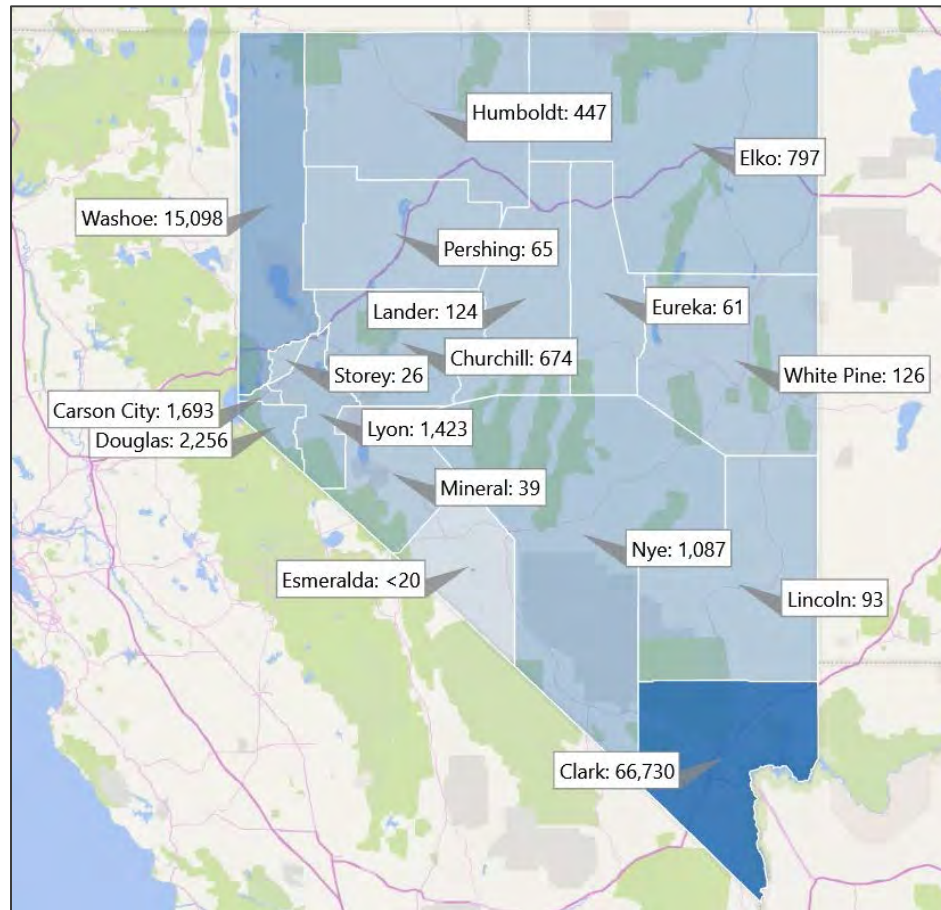 Humboldt: 447
Elko: 797
Washoe: 15,098
Pershing: 65
Lander: 124
Eureka: 61
Churchill: 674
Storey: 26
White Pine: 126
Carson City: 1,693
Lyon: 1,423
Douglas: 2,256
Mineral: 39
Nye: 1,087
Esmeralda: <20
Lincoln: 93
Clark: 66,730